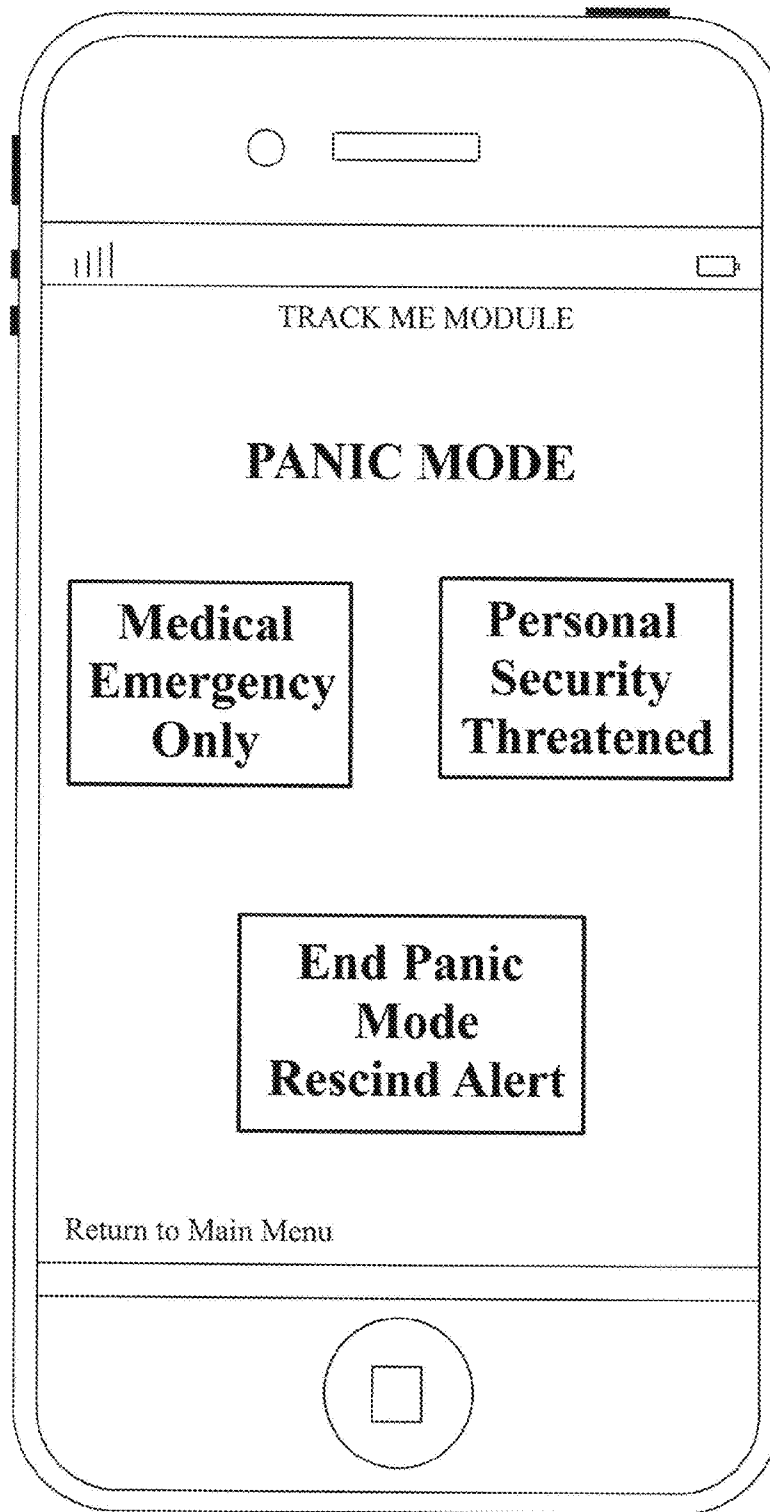 TRACK ME MODULE
PANIC MODE
Medical
Emergency
Only
Personal
Security
Threatened
End Panic
Mode
Rescind Alert
Return to Main Menu